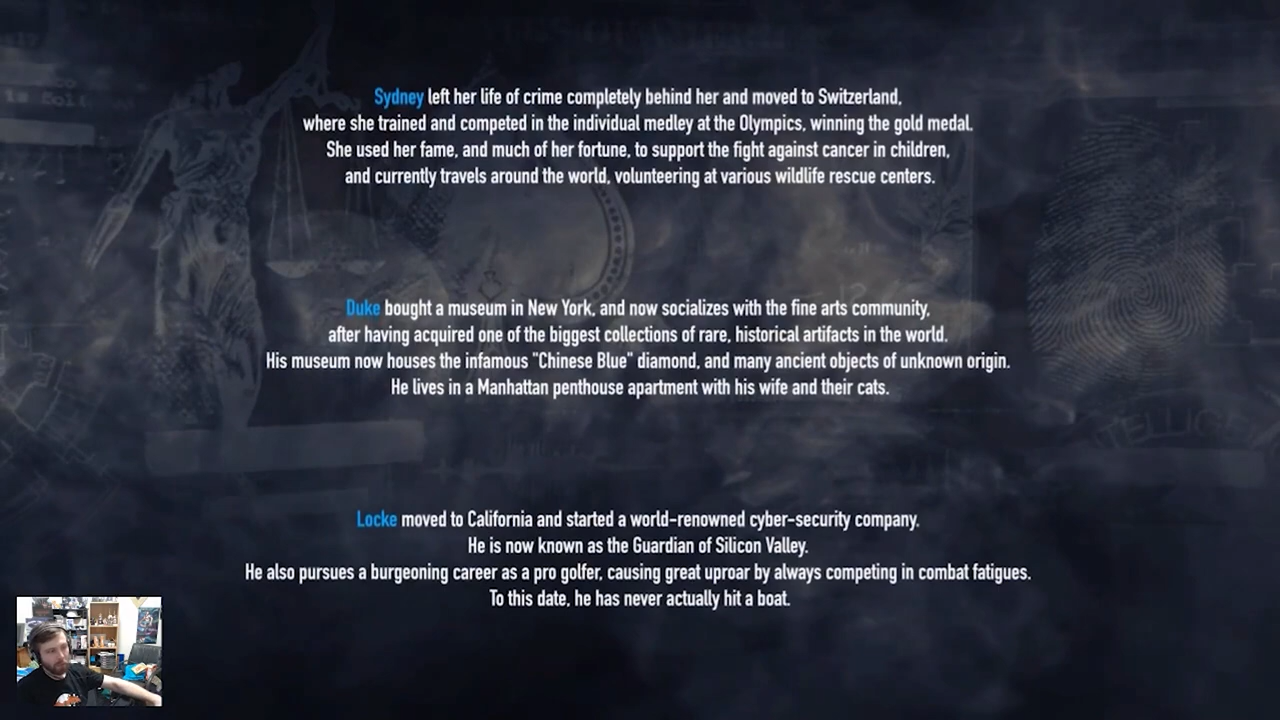 Sydney left her life of crime completely behind her and moved to Switzerland,
where she trained and competed in the individual medley at the Olympics, winning the gold medal.
She used her fame, and much of her fortune, to support the fight against cancer in children,
and currently travels around the world, volunteering at various wildlife rescue centers.
Duke bought a museum in New York, and now socializes with the fine arts community,
after having acquired one of the biggest collections of rare, historical artifacts in the world.
His museum now houses the infamous "Chinese Blue" diamond, and many ancient objects of unknown origin.
He lives in a Manhattan penthouse apartment with his wife and their cats.
Locke moved to California and started a world-renowned cyber-security company.
He is now known as the Guardian of Silicon Valley.
He also pursues a burgeoning career as a pro golfer, causing great uproar by always competing in combat fatigues.
To this date, he has never actually hit a boat.